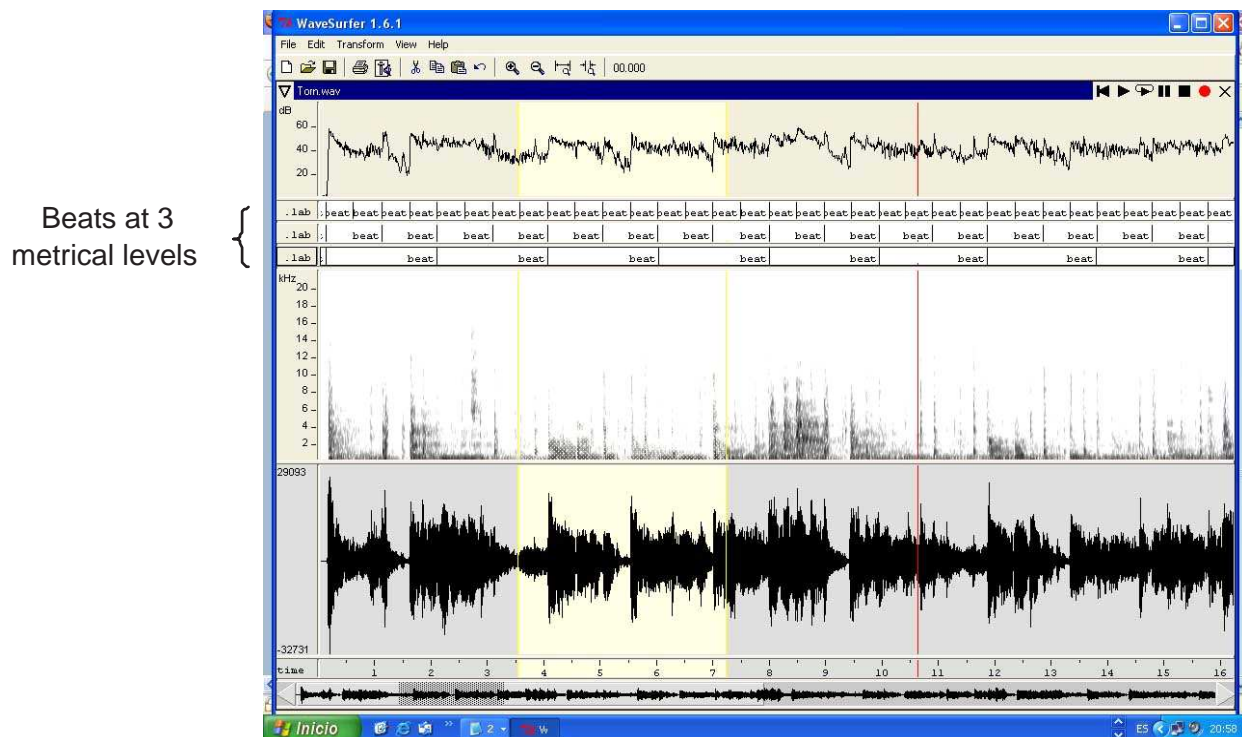 WaveSurfer 1.6.1
File Edit Transform View Help
00.000
Torn.wav
dB
60
40
20
Beats at 3
metrical levels
.lab beat beat beat beat beat beat beat beat beat beat beat beat beat beat beat beat beat beat beat beat beat beat beat beat beat beat beat beat beat beat beat beat beat
.lab beat beat beat beat beat beat beat beat beat beat beat beat beat beat beat beat
.lab beat beat beat beat beat beat beat beat
kHz
20
18
16
14
12
10
8
6
4
2
29093
-32731
time 1 2 3 4 5 6 7 8 9 10 11 12 13 14 15 16
Inicio » 2 W ES 20:58